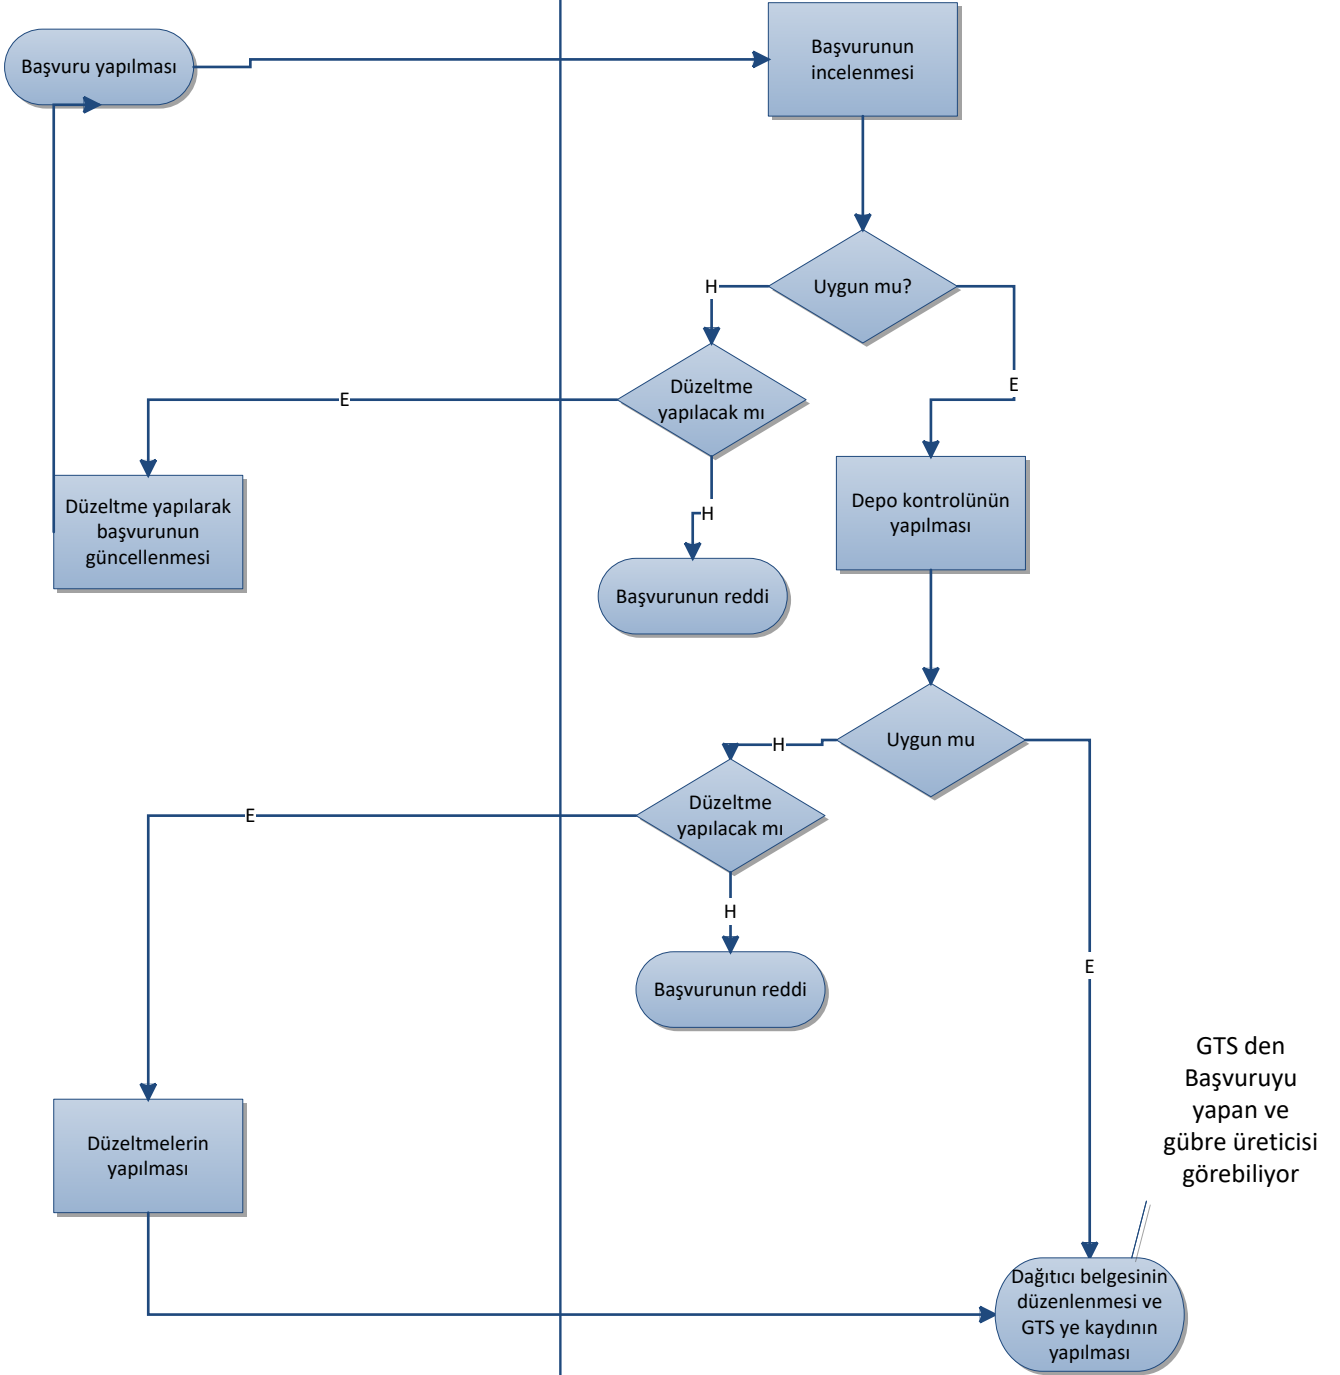 Başvuru yapılması
Başvurunun
incelenmesi
Uygun mu?
H
E
Düzeltme
yapılacak mı
E
H
Düzeltme yapılarak
başvurunun
güncellenmesi
Başvurunun reddi
Depo kontrolünün
yapılması
Uygun mu
H
Düzeltme
yapılacak mı
E
H
Başvurunun reddi
E
GTS den
Başvuruyu
yapan ve
gübre üreticisi
görebiliyor
Düzeltmelerin
yapılması
Dağıtıcı belgesinin
düzenlenmesi ve
GTS ye kaydının
yapılması